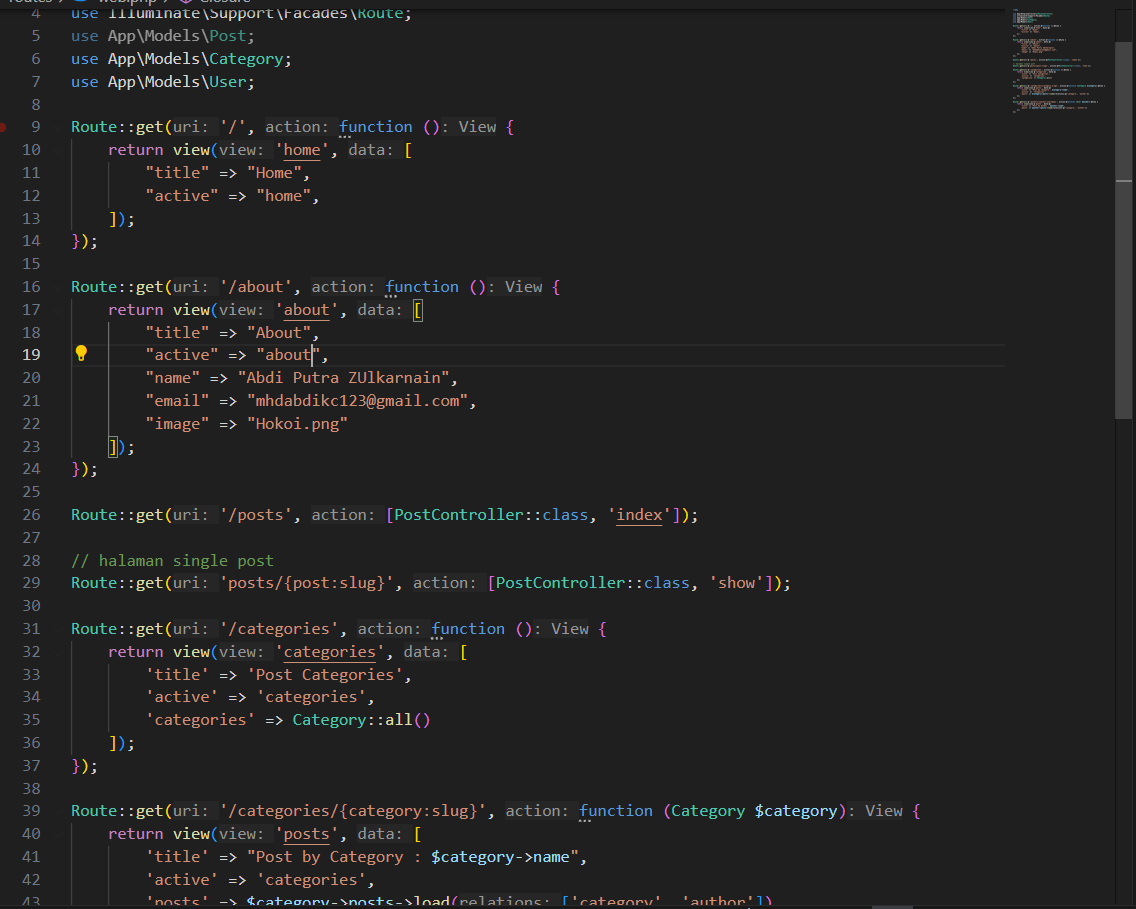 routes > web.php > Closure
4 use Illuminate\Support\Facades\Route;
5 use App\Models\Post;
6 use App\Models\Category;
7 use App\Models\User;
8
9 Route::get(uri: '/', action: function (): View {
10 return view(view: 'home', data: [
11 "title" => "Home",
12 "active" => "home",
13 ]);
14 });
15
16 Route::get(uri: '/about', action: function (): View {
17 return view(view: 'about', data: [
18 "title" => "About",
19 "active" => "about",
20 "name" => "Abdi Putra ZUlkarnain",
21 "email" => "mhdabdikc123@gmail.com",
22 "image" => "Hokoi.png"
23 ]);
24 });
25
26 Route::get(uri: '/posts', action: [PostController::class, 'index']);
27
28 // halaman single post
29 Route::get(uri: 'posts/{post:slug}', action: [PostController::class, 'show']);
30
31 Route::get(uri: '/categories', action: function (): View {
32 return view(view: 'categories', data: [
33 'title' => 'Post Categories',
34 'active' => 'categories',
35 'categories' => Category::all()
36 ]);
37 });
38
39 Route::get(uri: '/categories/{category:slug}', action: function (Category $category): View {
40 return view(view: 'posts', data: [
41 'title' => "Post by Category : $category->name",
42 'active' => 'categories',
43 'posts' => $category->posts->load(relations: ['category', 'author'])